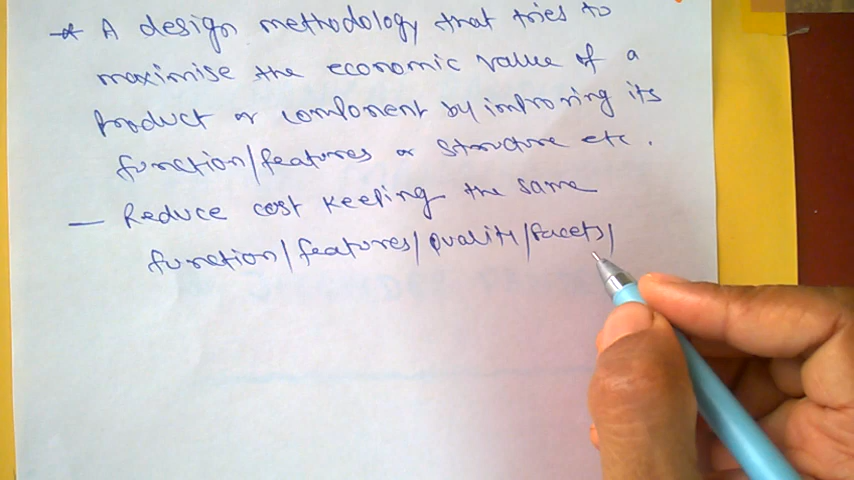 * A design methodology that tries to
maximise the economic value of a
product or component by improving its
function/features or structure etc.
— Reduce cost keeping the same
function/features/quality/facets/